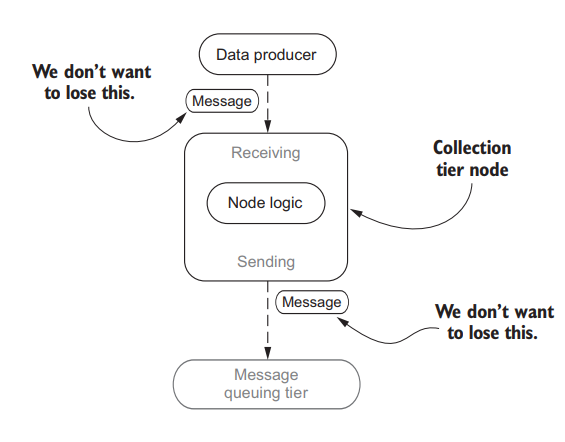 Data producer
We don't want
to lose this.
Message
Receiving
Collection
tier node
Node logic
Sending
Message
We don't want
to lose this.
Message
queuing tier